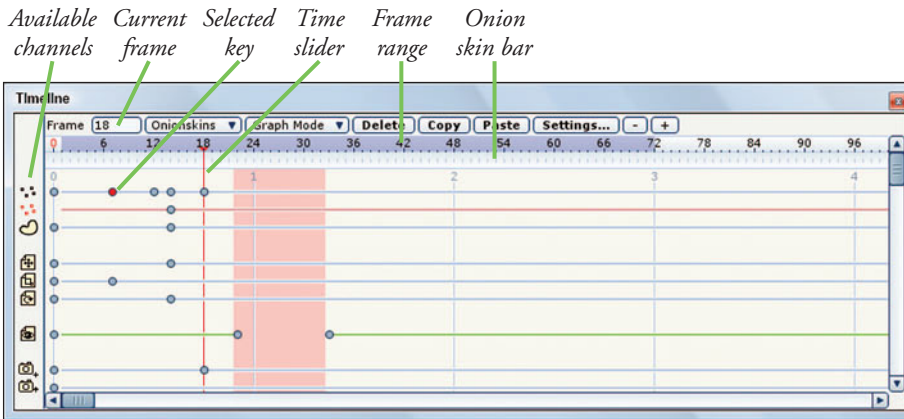 Available channels
Current frame
Selected key
Time slider
Frame range
Onion skin bar
Timeline
Frame 18 Onionskins Graph Mode Delete Copy Paste Settings... - +
0 6 12 18 24 30 36 42 48 54 60 66 72 78 84 90 96
0 1 2 3 4